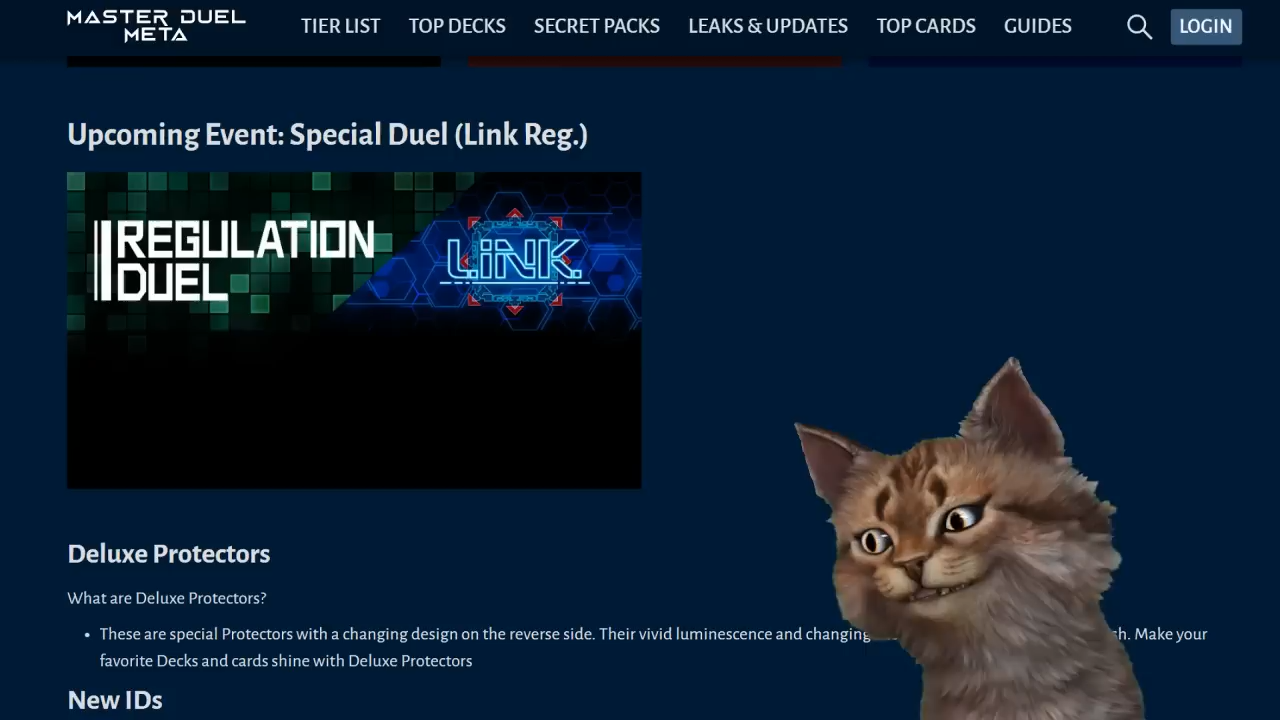 MASTER DUEL
META
TIER LIST
TOP DECKS
SECRET PACKS
LEAKS & UPDATES
TOP CARDS
GUIDES
LOGIN
Upcoming Event: Special Duel (Link Reg.)
REGULATION
DUEL
LiNK
Deluxe Protectors
What are Deluxe Protectors?
• These are special Protectors with a changing design on the reverse side. Their vivid luminescence and changing Make your
favorite Decks and cards shine with Deluxe Protectors
New IDs